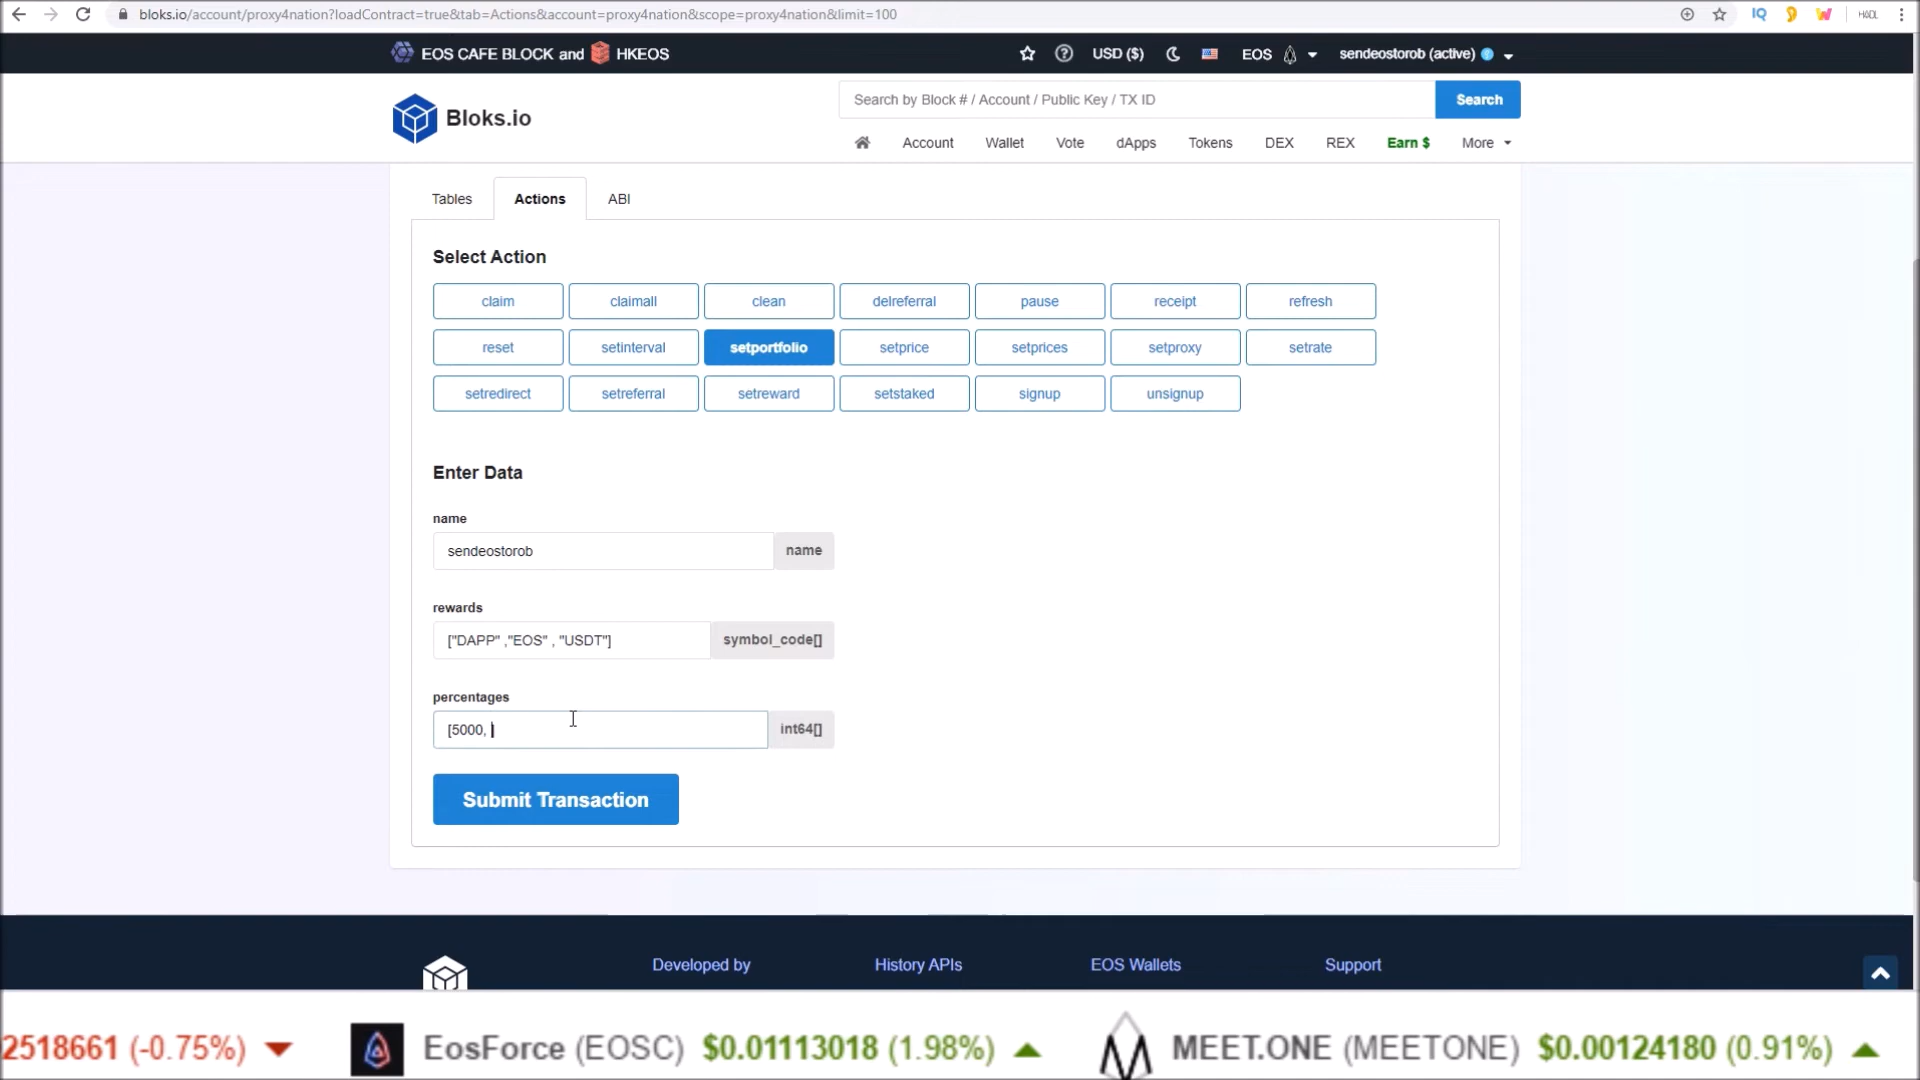 bloks.io/account/proxy4nation?loadContract=true&tab=Actions&account=proxy4nation&scope=proxy4nation&limit=100
EOS CAFE BLOCK and HKEOS
USD ($)
EOS
sendeostorob (active)
Bloks.io
Search by Block # / Account / Public Key / TX ID
Search
Account Wallet Vote dApps Tokens DEX REX Earn $ More
Tables Actions ABI
Select Action
claim claimall clean delreferral pause receipt refresh
reset setinterval setportfolio setprice setprices setproxy setrate
setredirect setreferral setreward setstaked signup unsignup
Enter Data
name
sendeostorob name
rewards
["DAPP" ,"EOS" , "USDT"] symbol_code[]
percentages
[5000, ] int64[]
Submit Transaction
Developed by History APIs EOS Wallets Support
2518661 (-0.75%) EosForce (EOSC) $0.01113018 (1.98%) MEET.ONE (MEETONE) $0.00124180 (0.91%)